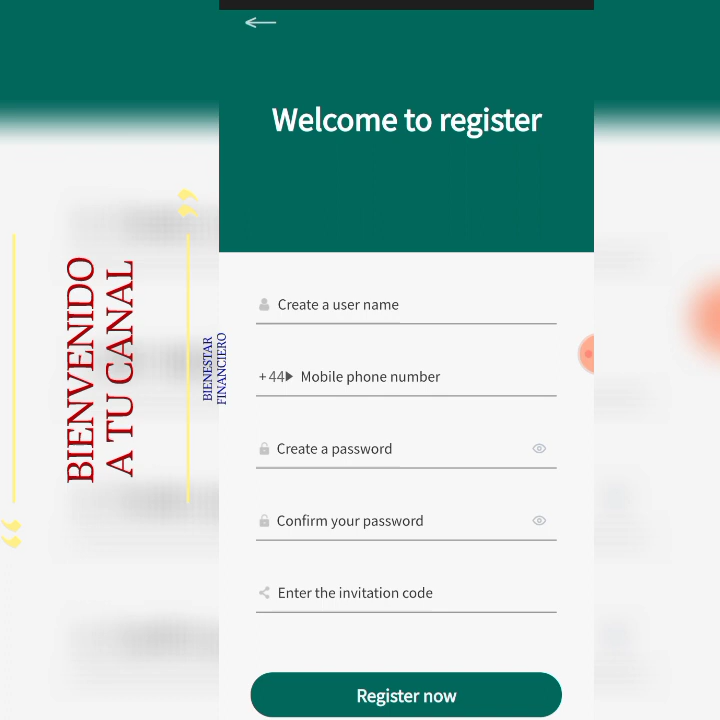 Welcome to register
Create a user name
+ 44 Mobile phone number
Create a password
Confirm your password
Enter the invitation code
Register now
“
BIENVENIDO
A TU CANAL
”
BIENESTAR
FINANCIERO